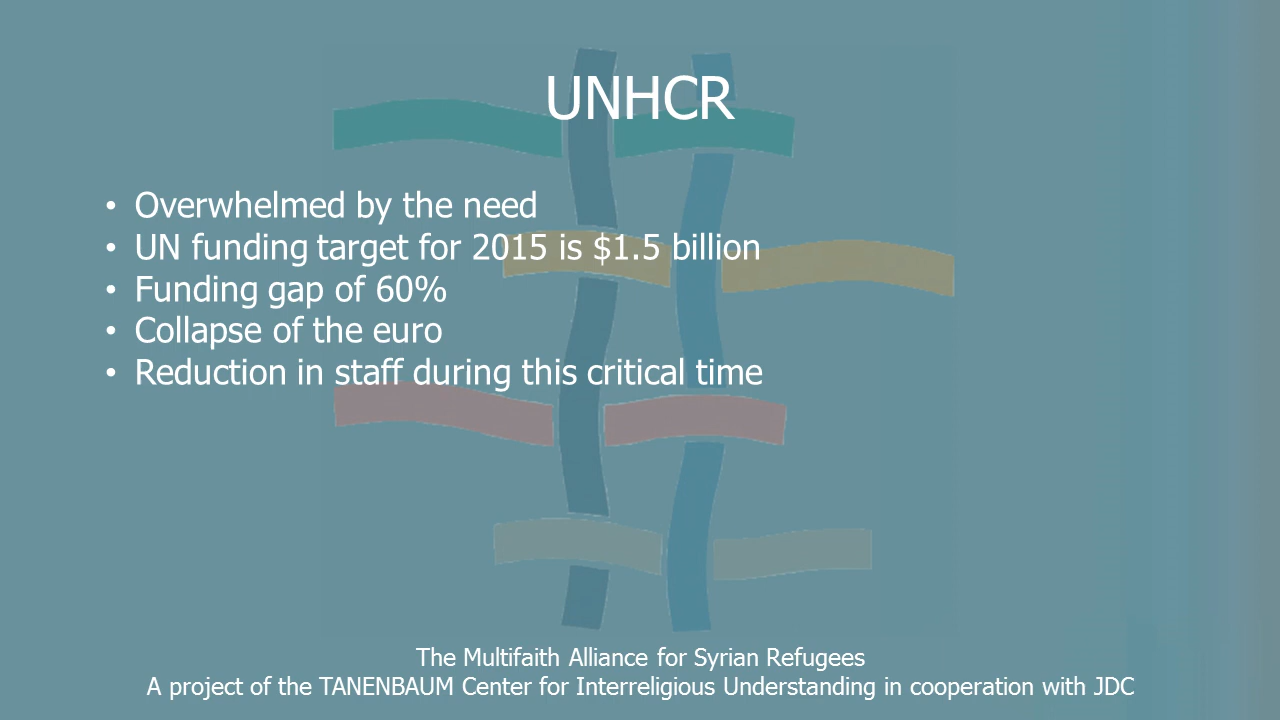 UNHCR
• Overwhelmed by the need
• UN funding target for 2015 is $1.5 billion
• Funding gap of 60%
• Collapse of the euro
• Reduction in staff during this critical time
The Multifaith Alliance for Syrian Refugees
A project of the TANENBAUM Center for Interreligious Understanding in cooperation with JDC